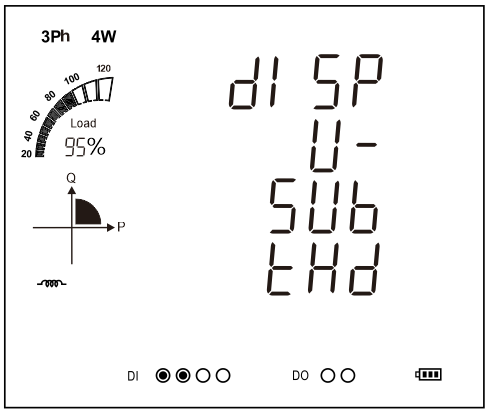 3Ph 4W
120
100
80
60
40
20
Load
95%
dISP
U-
SUb
tHd
Q
P
DI
DO